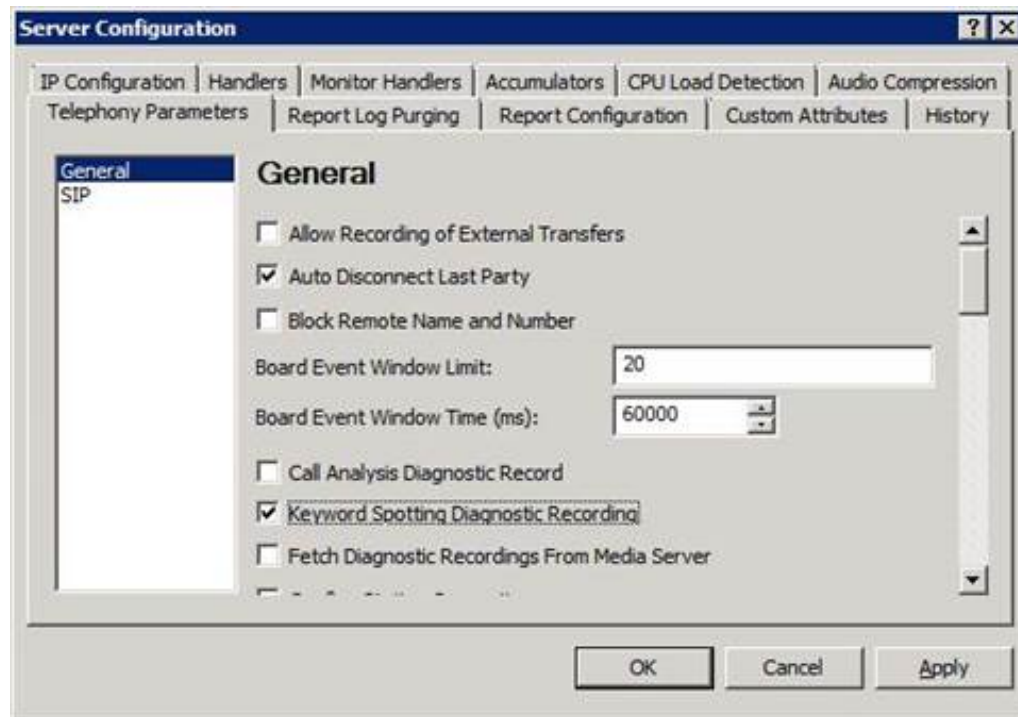 Server Configuration
IP Configuration Handlers Monitor Handlers Accumulators CPU Load Detection Audio Compression
Telephony Parameters Report Log Purging Report Configuration Custom Attributes History
General
SIP
General
Allow Recording of External Transfers
Auto Disconnect Last Party
Block Remote Name and Number
Board Event Window Limit: 20
Board Event Window Time (ms): 60000
Call Analysis Diagnostic Record
Keyword Spotting Diagnostic Recording
Fetch Diagnostic Recordings From Media Server
OK Cancel Apply